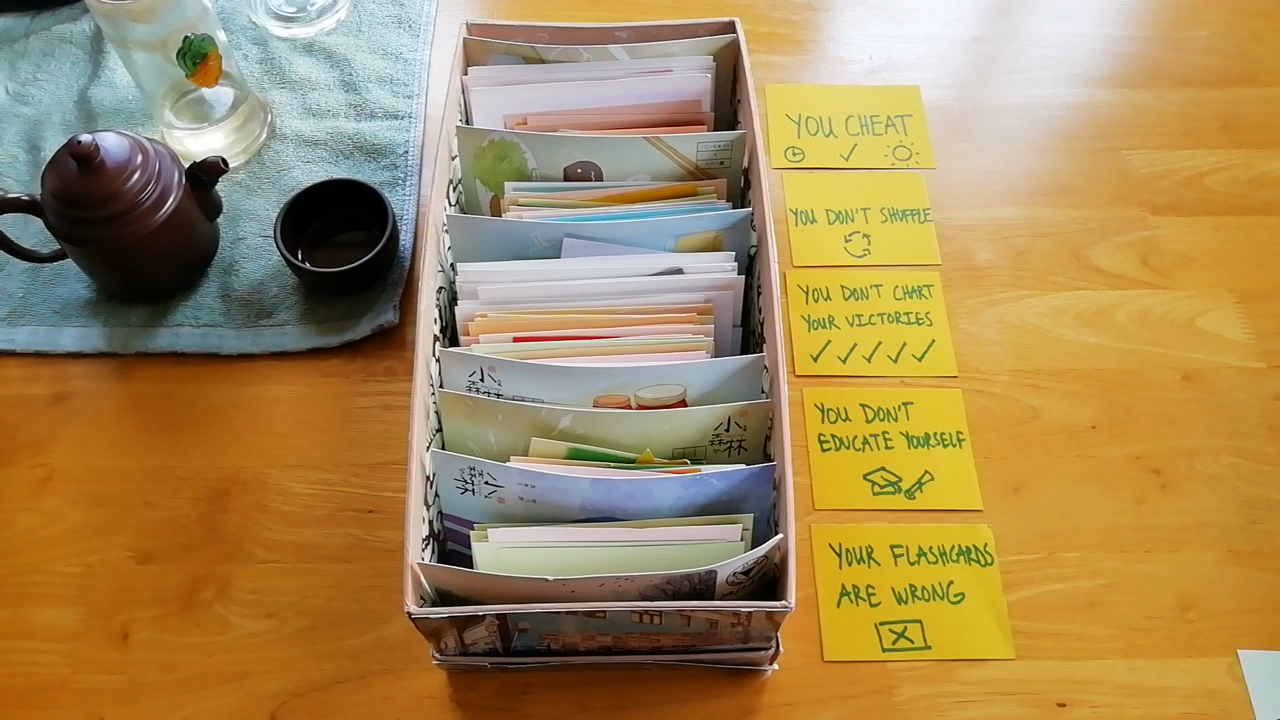 YOU CHEAT
YOU DON'T SHUFFLE
YOU DON'T CHART
YOUR VICTORIES
YOU DON'T
EDUCATE YOURSELF
YOUR FLASHCARDS
ARE WRONG
小森林
小森林
小森林